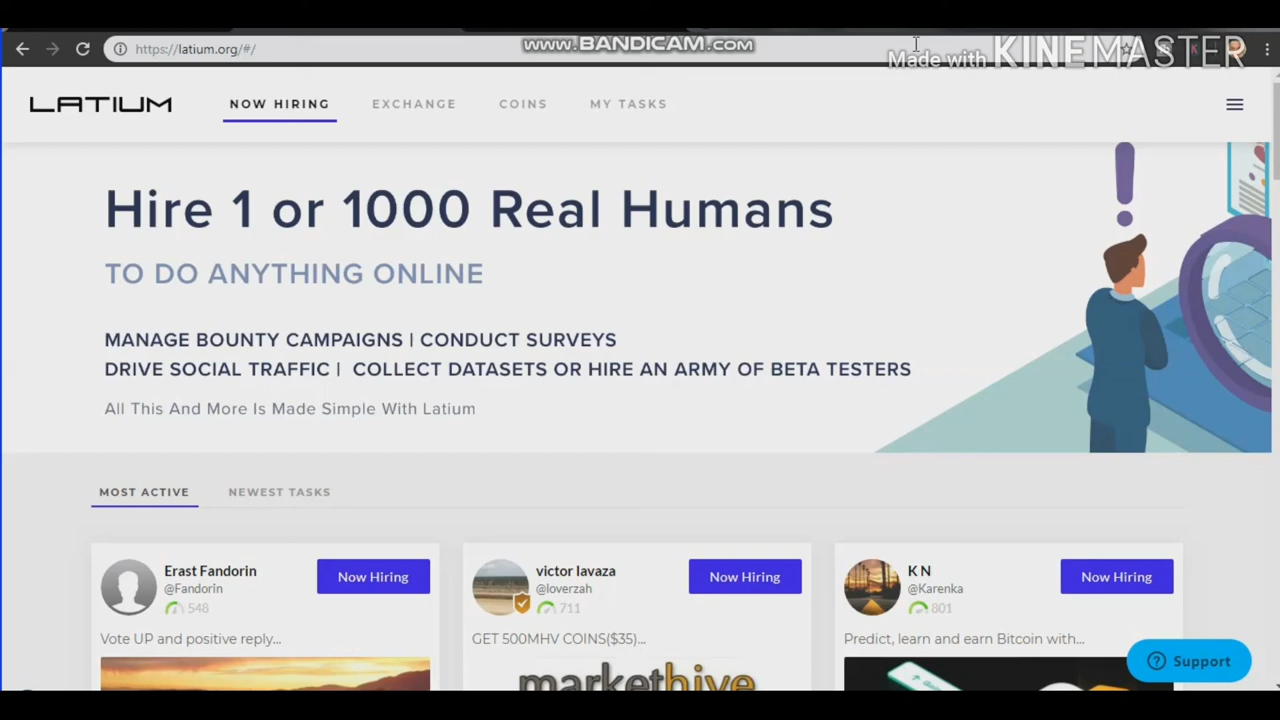 www.BANDICAM.com
Made with KINEMASTER
https://latium.org/#/
LATIUM
NOW HIRING
EXCHANGE
COINS
MY TASKS
Hire 1 or 1000 Real Humans
TO DO ANYTHING ONLINE
MANAGE BOUNTY CAMPAIGNS | CONDUCT SURVEYS
DRIVE SOCIAL TRAFFIC | COLLECT DATASETS OR HIRE AN ARMY OF BETA TESTERS
All This And More Is Made Simple With Latium
MOST ACTIVE
NEWEST TASKS
Erast Fandorin
@Fandorin
548
Now Hiring
Vote UP and positive reply...
victor lavaza
@loverzah
711
Now Hiring
GET 500MHV COINS($35)...
markethive
K N
@Karenka
801
Now Hiring
Predict, learn and earn Bitcoin with...
Support